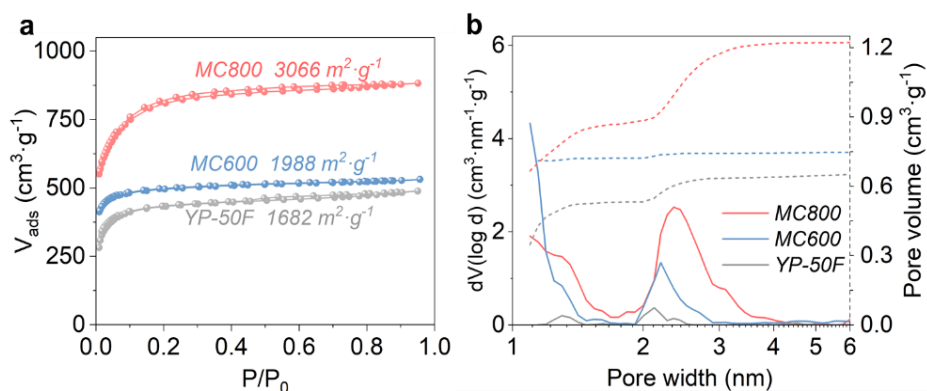 a
1000
750
500
250
0
V_ads (cm³·g⁻¹)
MC800 3066 m²·g⁻¹
MC600 1988 m²·g⁻¹
YP-50F 1682 m²·g⁻¹
0.0 0.2 0.4 0.6 0.8 1.0
P/P₀
b
6
4
2
0
dV(log d) (cm³·nm⁻¹·g⁻¹)
MC800
MC600
YP-50F
1.2
0.9
0.6
0.3
0.0
Pore volume (cm³·g⁻¹)
1 2 3 4 5 6
Pore width (nm)